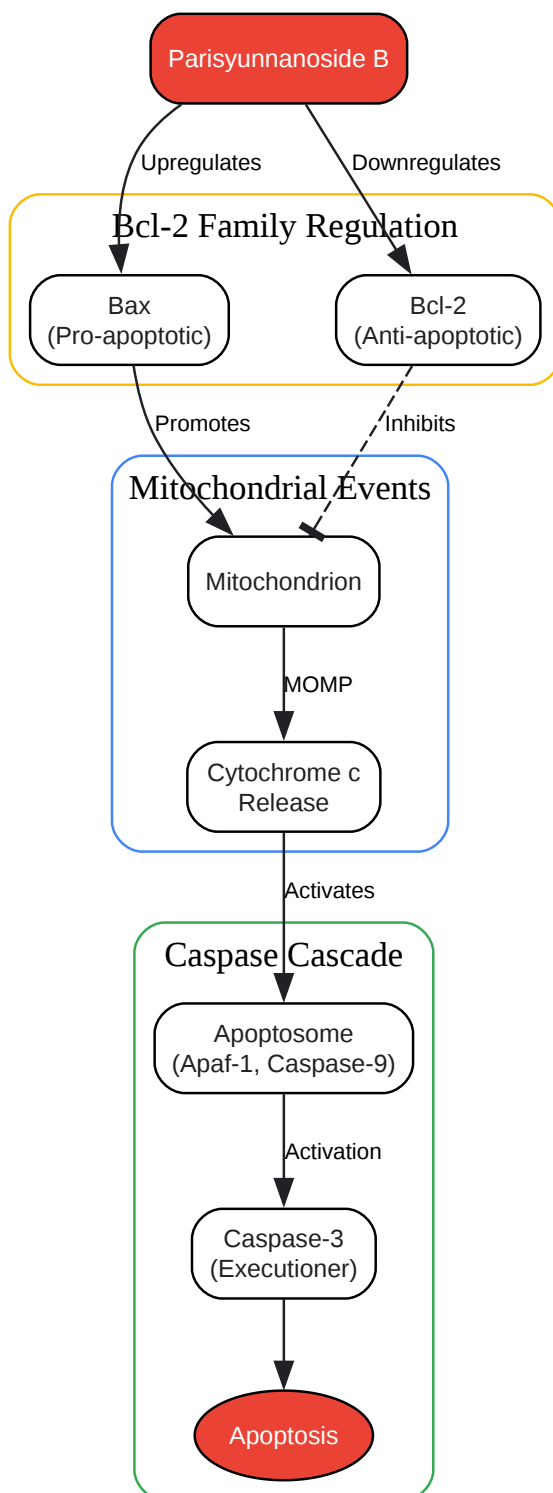 Parisyunnanoside B
Upregulates
Downregulates
Bcl-2 Family Regulation
Bax
(Pro-apoptotic)
Bcl-2
(Anti-apoptotic)
Promotes
Inhibits
Mitochondrial Events
Mitochondrion
MOMP
Cytochrome c
Release
Activates
Caspase Cascade
Apoptosome
(Apaf-1, Caspase-9)
Activation
Caspase-3
(Executioner)
Apoptosis